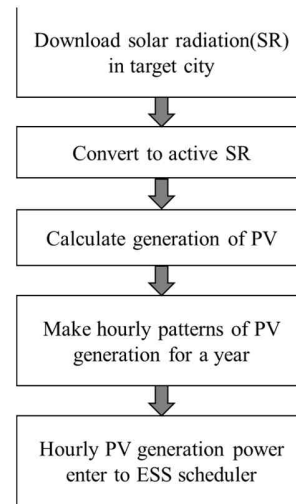 Download solar radiation(SR)
in target city
Convert to active SR
Calculate generation of PV
Make hourly patterns of PV
generation for a year
Hourly PV generation power
enter to ESS scheduler